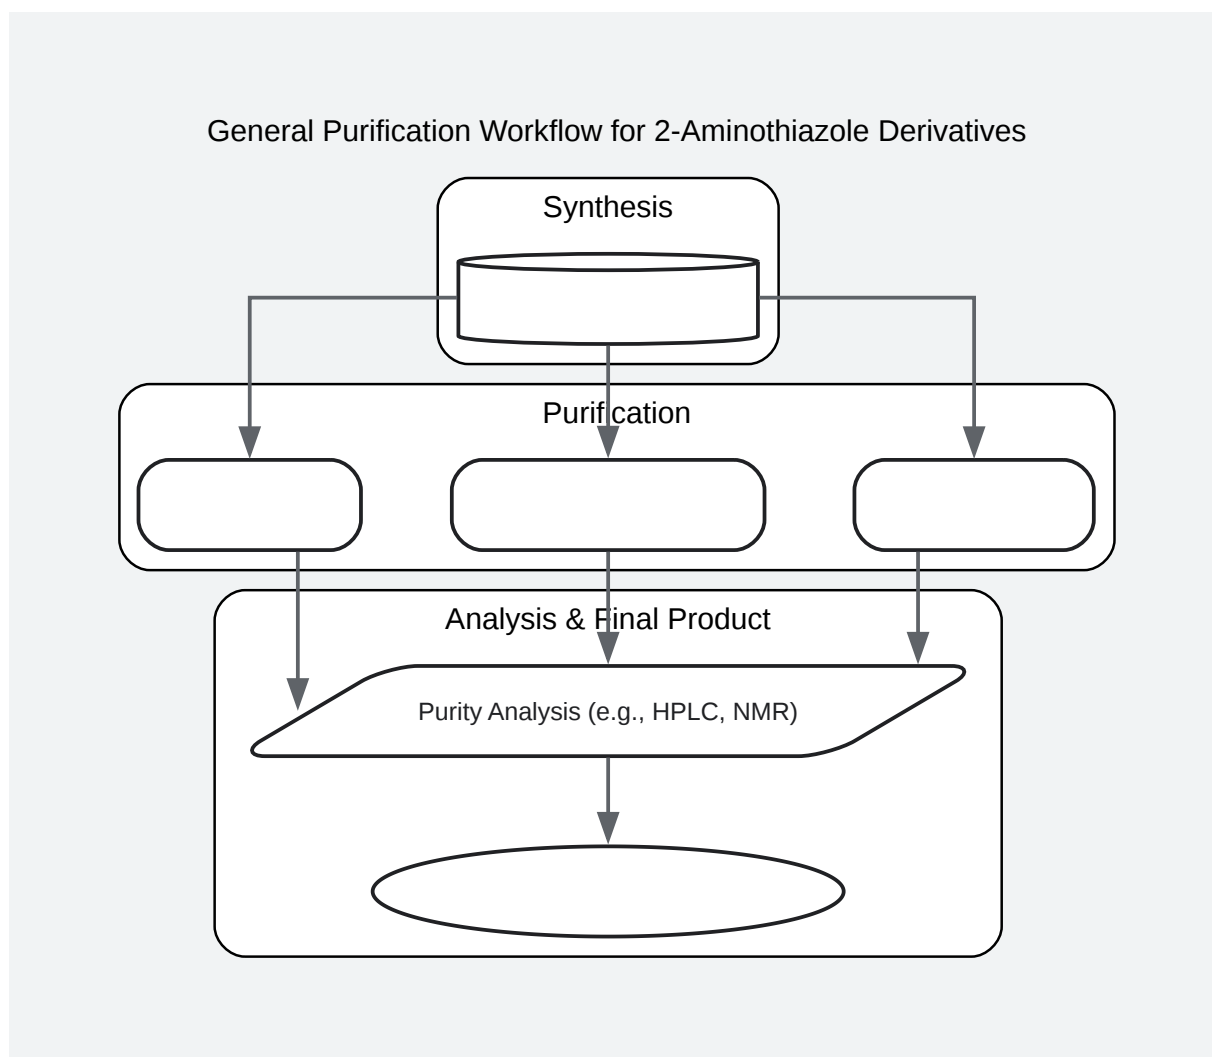 General Purification Workflow for 2-Aminothiazole Derivatives
Synthesis
Purification
Analysis & Final Product
Purity Analysis (e.g., HPLC, NMR)